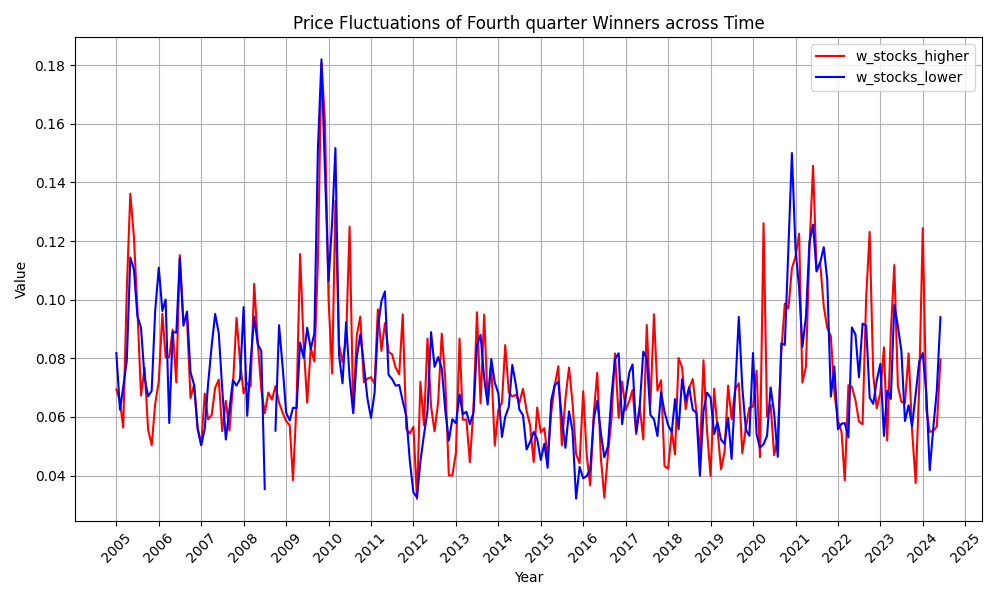 Price Fluctuations of Fourth quarter Winners across Time
w_stocks_higher
w_stocks_lower
Value
0.18
0.16
0.14
0.12
0.10
0.08
0.06
0.04
2005 2006 2007 2008 2009 2010 2011 2012 2013 2014 2015 2016 2017 2018 2019 2020 2021 2022 2023 2024 2025
Year